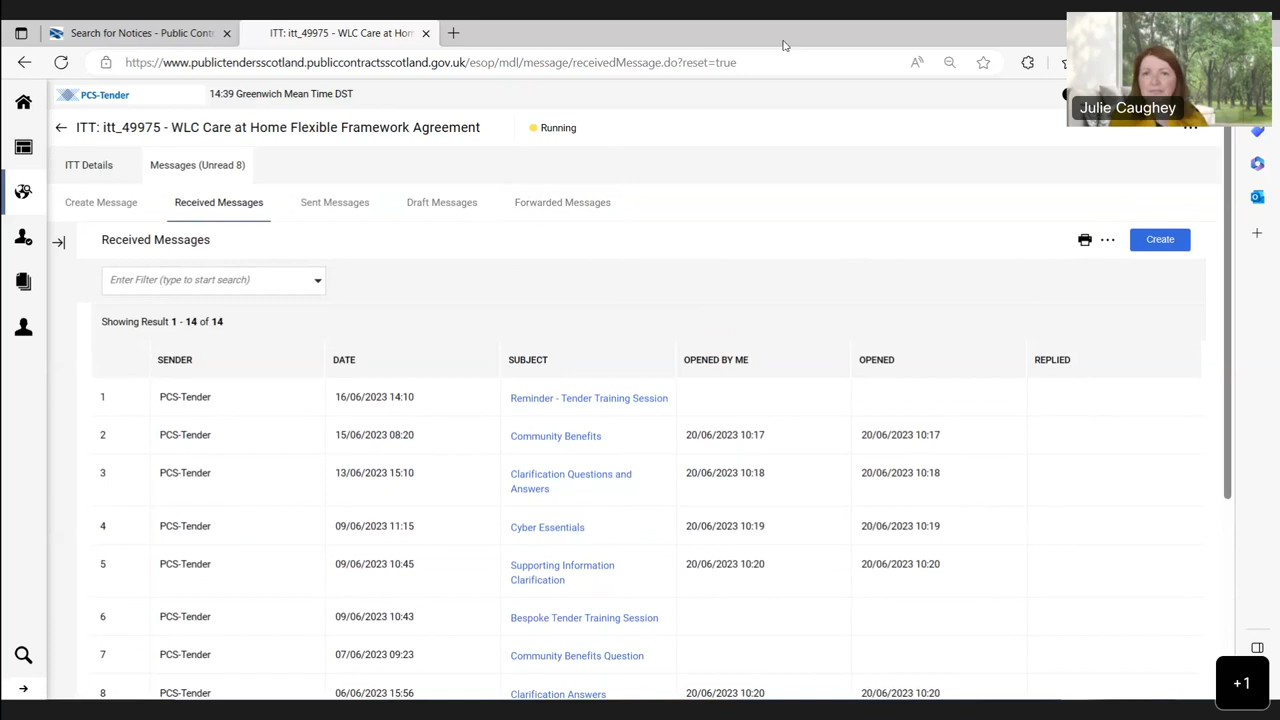 Search for Notices - Public Contr
ITT: itt_49975 - WLC Care at Hom
https://www.publictendersscotland.publiccontractsscotland.gov.uk/esop/mdl/message/receivedMessage.do?reset=true
PCS-Tender
14:39 Greenwich Mean Time DST
Julie Caughey
ITT: itt_49975 - WLC Care at Home Flexible Framework Agreement
Running
ITT Details
Messages (Unread 8)
Create Message
Received Messages
Sent Messages
Draft Messages
Forwarded Messages
Received Messages
Create
Enter Filter (type to start search)
Showing Result 1 - 14 of 14
SENDER DATE SUBJECT OPENED BY ME OPENED REPLIED
1 PCS-Tender 16/06/2023 14:10 Reminder - Tender Training Session
2 PCS-Tender 15/06/2023 08:20 Community Benefits 20/06/2023 10:17 20/06/2023 10:17
3 PCS-Tender 13/06/2023 15:10 Clarification Questions and 20/06/2023 10:18 20/06/2023 10:18
Answers
4 PCS-Tender 09/06/2023 11:15 Cyber Essentials 20/06/2023 10:19 20/06/2023 10:19
5 PCS-Tender 09/06/2023 10:45 Supporting Information 20/06/2023 10:20 20/06/2023 10:20
Clarification
6 PCS-Tender 09/06/2023 10:43 Bespoke Tender Training Session
7 PCS-Tender 07/06/2023 09:23 Community Benefits Question
8 PCS-Tender 06/06/2023 15:56 Clarification Answers 20/06/2023 10:20 20/06/2023 10:20
+1